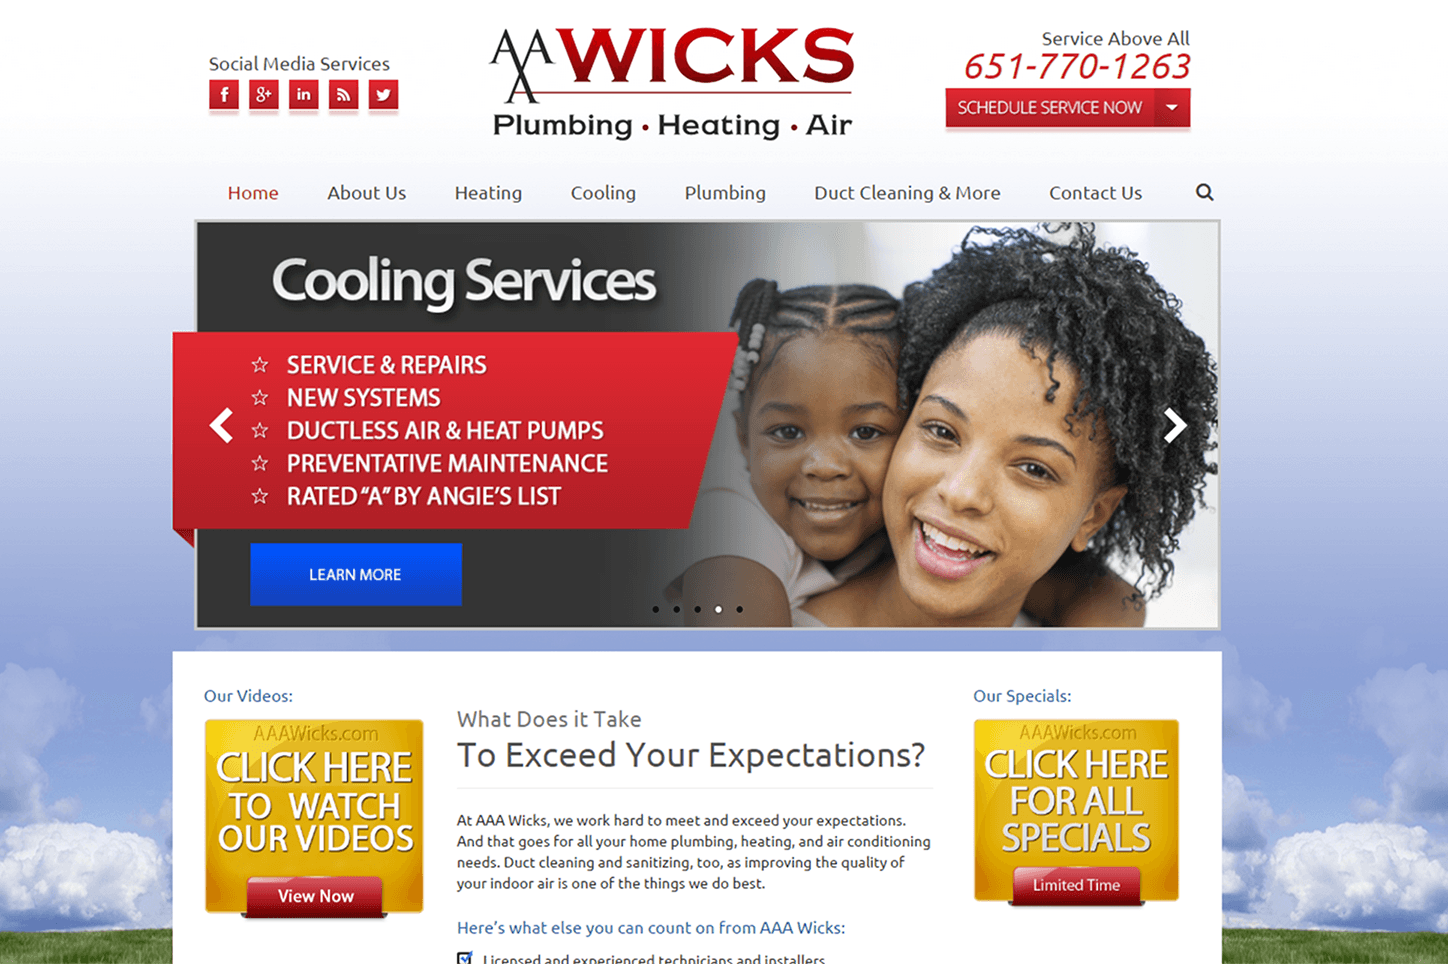 Social Media Services
f g+ in
AAA WICKS
Plumbing • Heating • Air
Service Above All
651-770-1263
SCHEDULE SERVICE NOW
Home About Us Heating Cooling Plumbing Duct Cleaning & More Contact Us
Cooling Services
☆ SERVICE & REPAIRS
☆ NEW SYSTEMS
☆ DUCTLESS AIR & HEAT PUMPS
☆ PREVENTATIVE MAINTENANCE
☆ RATED “A” BY ANGIE’S LIST
LEARN MORE
Our Videos:
AAAWicks.com
CLICK HERE
TO WATCH
OUR VIDEOS
View Now
What Does it Take
To Exceed Your Expectations?
At AAA Wicks, we work hard to meet and exceed your expectations.
And that goes for all your home plumbing, heating, and air conditioning
needs. Duct cleaning and sanitizing, too, as improving the quality of
your indoor air is one of the things we do best.
Here’s what else you can count on from AAA Wicks:
Licensed and experienced technicians and installers
Our Specials:
AAAWicks.com
CLICK HERE
FOR ALL
SPECIALS
Limited Time